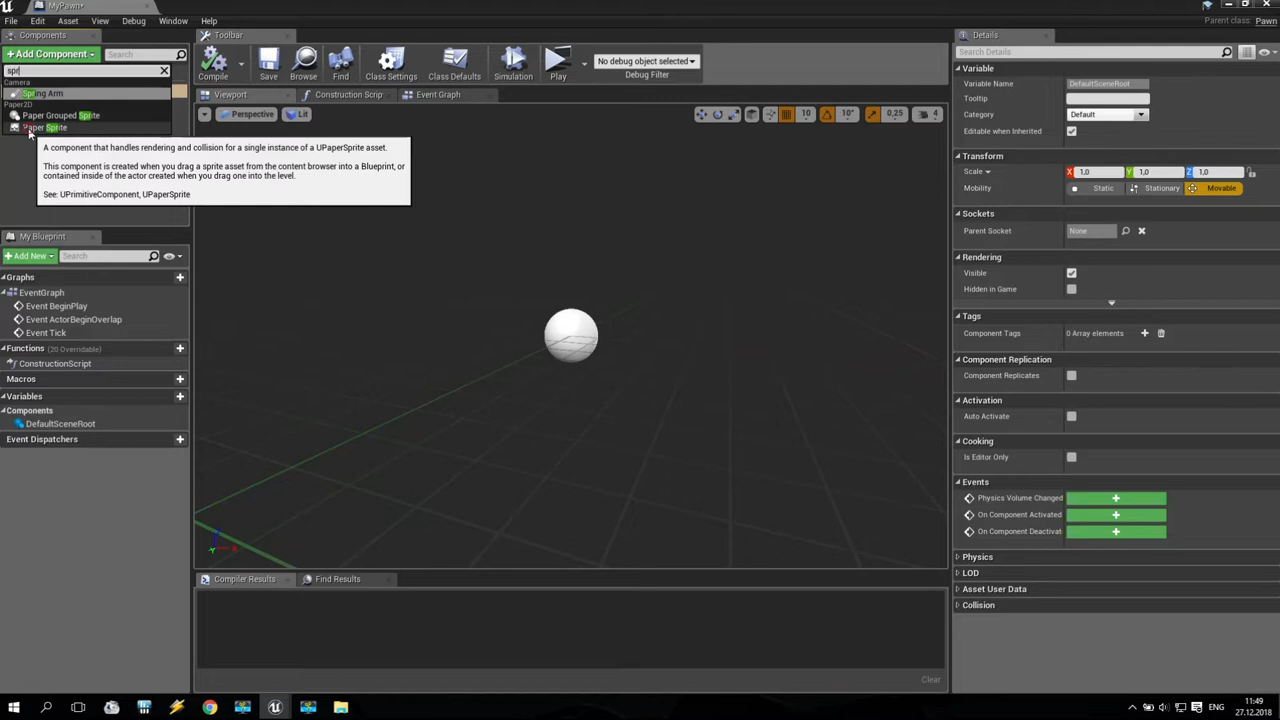 MyPawn*
File Edit Asset View Debug Window Help
Parent class: Pawn
Components
+Add Component
Search
spr
Camera
Spring Arm
Paper2D
Paper Grouped Sprite
Paper Sprite
A component that handles rendering and collision for a single instance of a UPaperSprite asset.
This component is created when you drag a sprite asset from the content browser into a Blueprint, or
contained inside of the actor created when you drag one into the level.
See: UPrimitiveComponent, UPaperSprite
My Blueprint
+Add New
Search
Graphs
EventGraph
Event BeginPlay
Event ActorBeginOverlap
Event Tick
Functions (20 Overridable)
ConstructionScript
Macros
Variables
Components
DefaultSceneRoot
Event Dispatchers
Toolbar
Compile
Save
Browse
Find
Class Settings
Class Defaults
Simulation
Play
No debug object selected
Debug Filter
Viewport
Construction Scrip
Event Graph
Perspective
Lit
10
10°
0,25
4
Compiler Results
Find Results
Clear
Details
Search Details
Variable
Variable Name DefaultSceneRoot
Tooltip
Category Default
Editable when Inherited
Transform
Scale X 1,0 Y 1,0 Z 1,0
Mobility Static Stationary Movable
Sockets
Parent Socket None
Rendering
Visible
Hidden in Game
Tags
Component Tags 0 Array elements
Component Replication
Component Replicates
Activation
Auto Activate
Cooking
Is Editor Only
Events
Physics Volume Changed
On Component Activated
On Component Deactivat
Physics
LOD
Asset User Data
Collision
ENG
11:49
27.12.2018